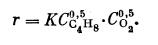 r = KC^{0,5}_{C_4H_8} · C^{0,5}_{O_2}.